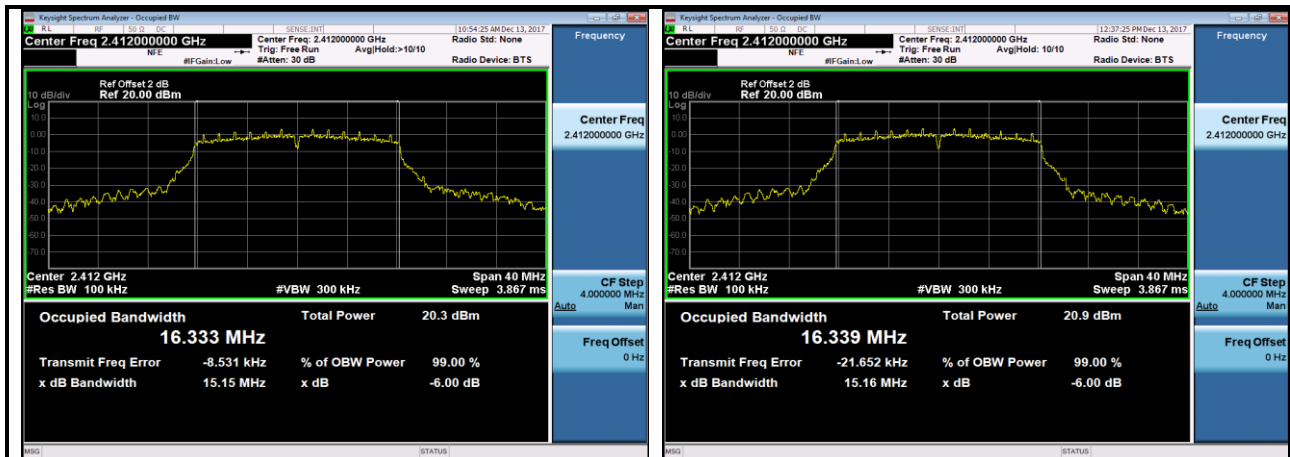 Keysight Spectrum Analyzer - Occupied BW
RL RF 50 Ω DC SENSE:INT 10:54:25 AM Dec 13, 2017
Center Freq 2.412000000 GHz
Center Freq: 2.412000000 GHz
Radio Std: None
NFE
Trig: Free Run Avg|Hold:>10/10
#IFGain:Low
#Atten: 30 dB
Radio Device: BTS
Ref Offset 2 dB
10 dB/div Ref 20.00 dBm
Log
10.0
0.00
-10.0
-20.0
-30.0
-40.0
-50.0
-60.0
-70.0
Center 2.412 GHz Span 40 MHz
#Res BW 100 kHz #VBW 300 kHz Sweep 3.867 ms
Occupied Bandwidth Total Power 20.3 dBm
16.333 MHz
Transmit Freq Error -8.531 kHz % of OBW Power 99.00 %
x dB Bandwidth 15.15 MHz x dB -6.00 dB
MSG STATUS
Frequency
Center Freq
2.412000000 GHz
CF Step
4.000000 MHz
Auto Man
Freq Offset
0 Hz
Keysight Spectrum Analyzer - Occupied BW
RL RF 50 Ω DC SENSE:INT 12:37:25 PM Dec 13, 2017
Center Freq 2.412000000 GHz
Center Freq: 2.412000000 GHz
Radio Std: None
NFE
Trig: Free Run Avg|Hold: 10/10
#IFGain:Low
#Atten: 30 dB
Radio Device: BTS
Ref Offset 2 dB
10 dB/div Ref 20.00 dBm
Log
10.0
0.00
-10.0
-20.0
-30.0
-40.0
-50.0
-60.0
-70.0
Center 2.412 GHz Span 40 MHz
#Res BW 100 kHz #VBW 300 kHz Sweep 3.867 ms
Occupied Bandwidth Total Power 20.9 dBm
16.339 MHz
Transmit Freq Error -21.652 kHz % of OBW Power 99.00 %
x dB Bandwidth 15.16 MHz x dB -6.00 dB
MSG STATUS
Frequency
Center Freq
2.412000000 GHz
CF Step
4.000000 MHz
Auto Man
Freq Offset
0 Hz